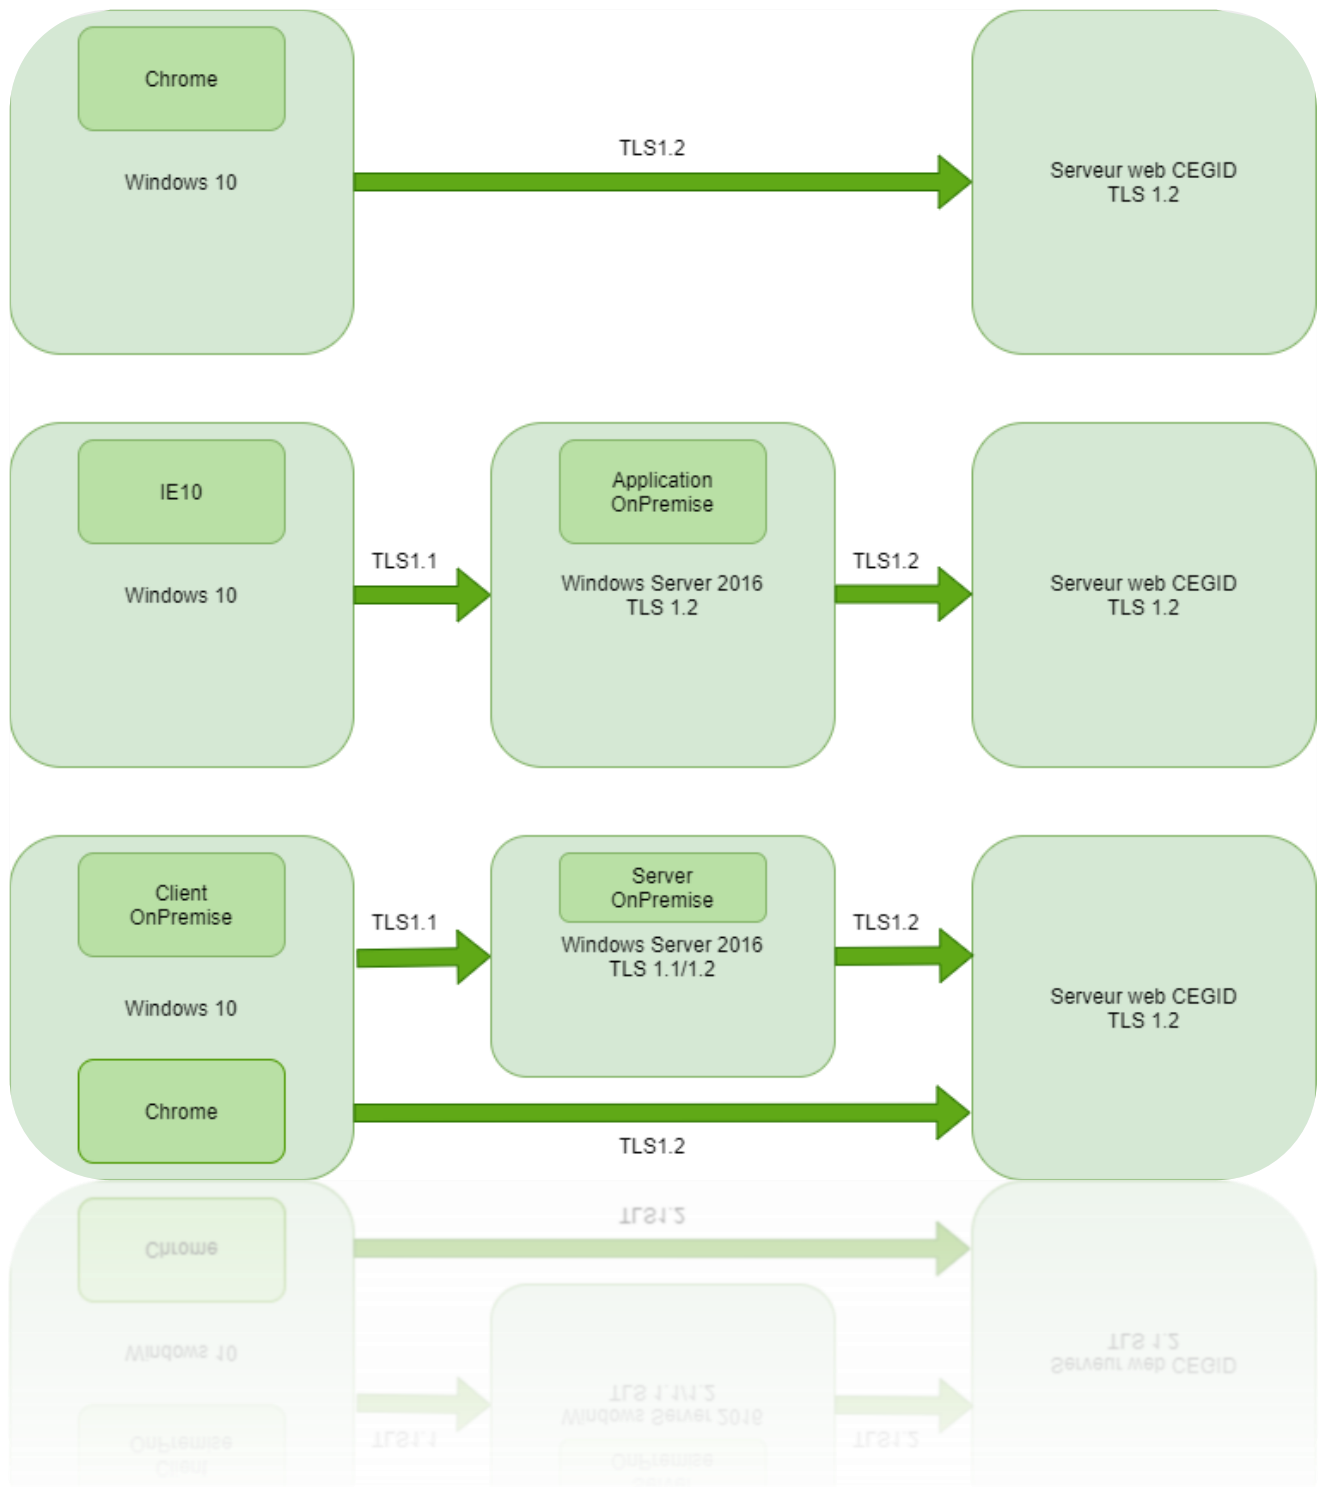 Chrome
Windows 10
TLS1.2
Serveur web CEGID
TLS 1.2
IE10
Windows 10
TLS1.1
Application
OnPremise
Windows Server 2016
TLS 1.2
TLS1.2
Serveur web CEGID
TLS 1.2
Client
OnPremise
Windows 10
Chrome
TLS1.1
Server
OnPremise
Windows Server 2016
TLS 1.1/1.2
TLS1.2
TLS1.2
Serveur web CEGID
TLS 1.2